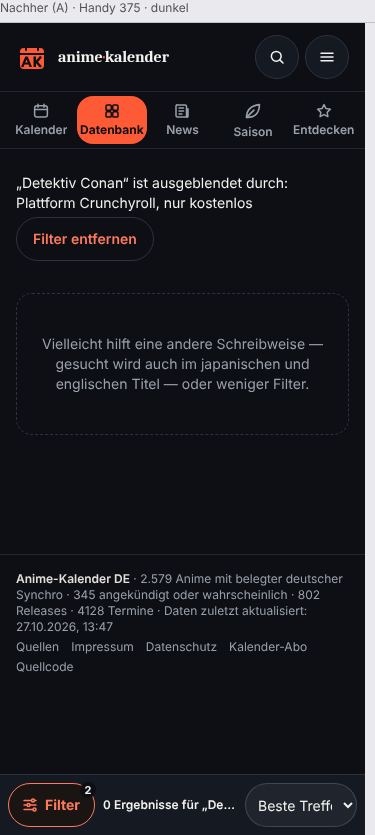 Nachher (A) · Handy 375 · dunkel
AK anime·kalender
Kalender Datenbank News Saison Entdecken
„Detektiv Conan“ ist ausgeblendet durch:
Plattform Crunchyroll, nur kostenlos
Filter entfernen
Vielleicht hilft eine andere Schreibweise —
gesucht wird auch im japanischen und
englischen Titel — oder weniger Filter.
Anime-Kalender DE · 2.579 Anime mit belegter deutscher
Synchro · 345 angekündigt oder wahrscheinlich · 802
Releases · 4128 Termine · Daten zuletzt aktualisiert:
27.10.2026, 13:47
Quellen Impressum Datenschutz Kalender-Abo
Quellcode
Filter 2 0 Ergebnisse für „De… Beste Treffe